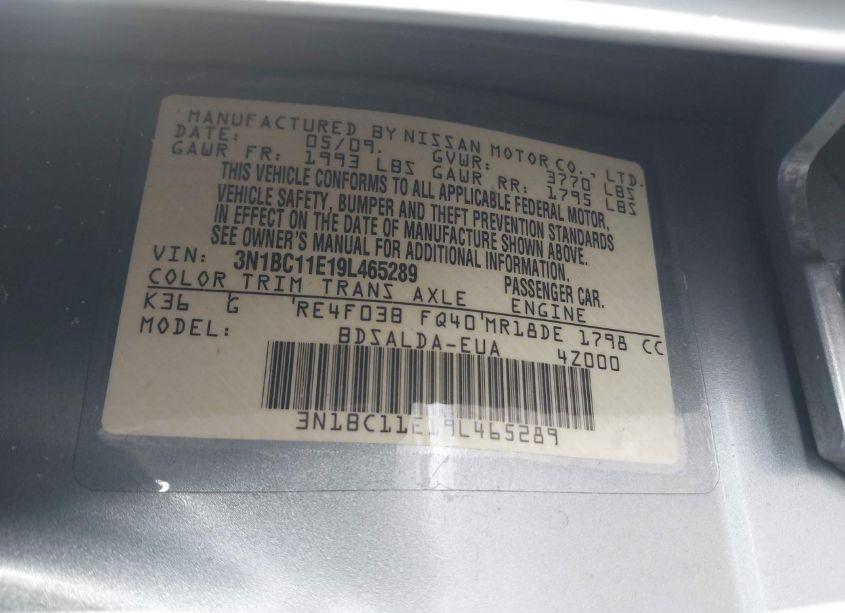 MANUFACTURED BY NISSAN MOTOR CO., LTD.
DATE: 05/09. GVWR: 3770 LBS
GAWR FR: 1993 LBS GAWR RR: 1795 LBS
THIS VEHICLE CONFORMS TO ALL APPLICABLE FEDERAL MOTOR,
VEHICLE SAFETY, BUMPER AND THEFT PREVENTION STANDARDS
IN EFFECT ON THE DATE OF MANUFACTURE SHOWN ABOVE.
SEE OWNER'S MANUAL FOR ADDITIONAL INFORMATION.
VIN: 3N1BC11E19L465289 PASSENGER CAR.
COLOR TRIM TRANS AXLE ENGINE
K36 G 'RE4F03B FQ40'MR18DE 1798 CC
MODEL: BDSALDA-EUA 4Z000
3N1BC11E19L465289